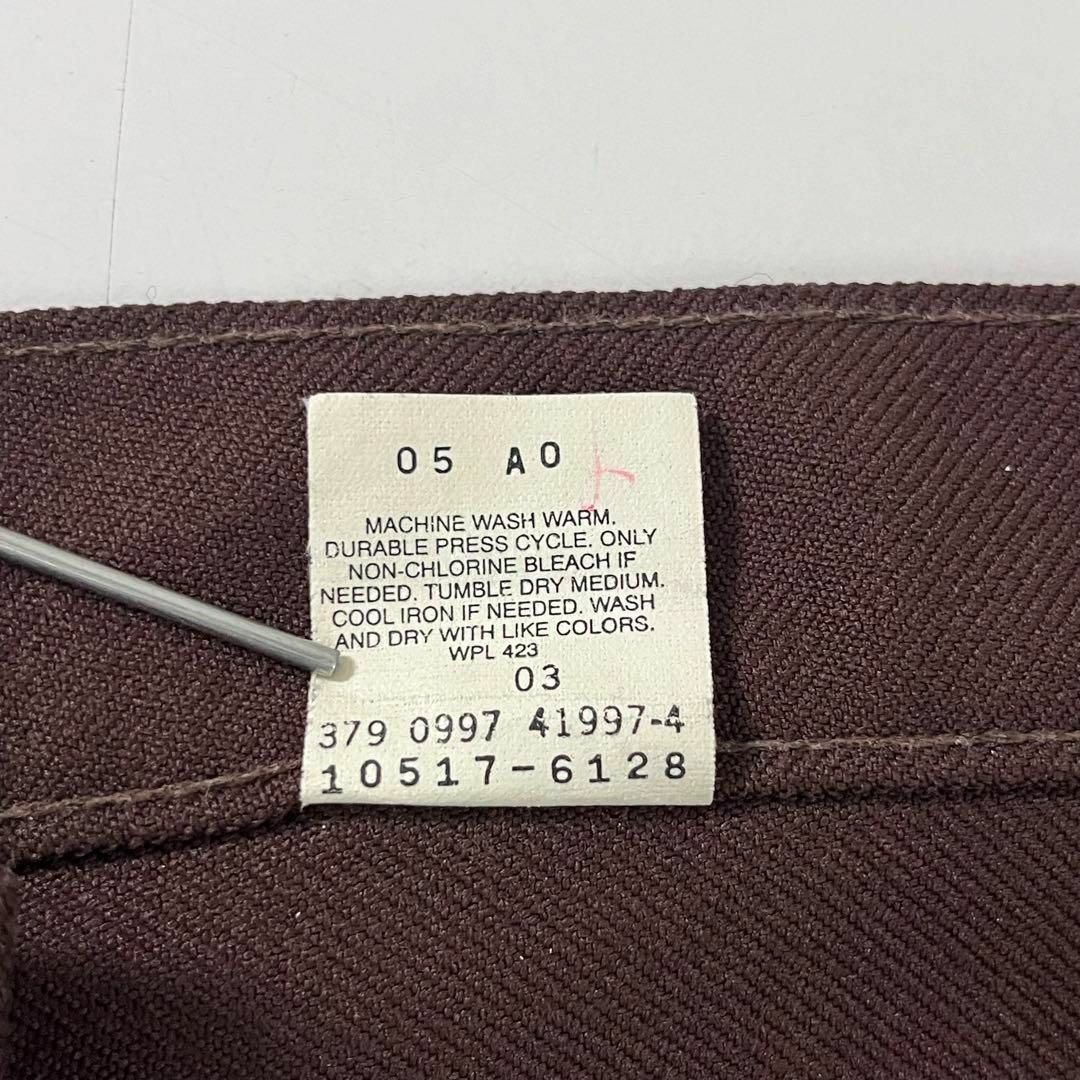 05 A0
MACHINE WASH WARM.
DURABLE PRESS CYCLE. ONLY
NON-CHLORINE BLEACH IF
NEEDED. TUMBLE DRY MEDIUM.
COOL IRON IF NEEDED. WASH
AND DRY WITH LIKE COLORS.
WPL 423
03
379 0997 41997-4
10517-6128